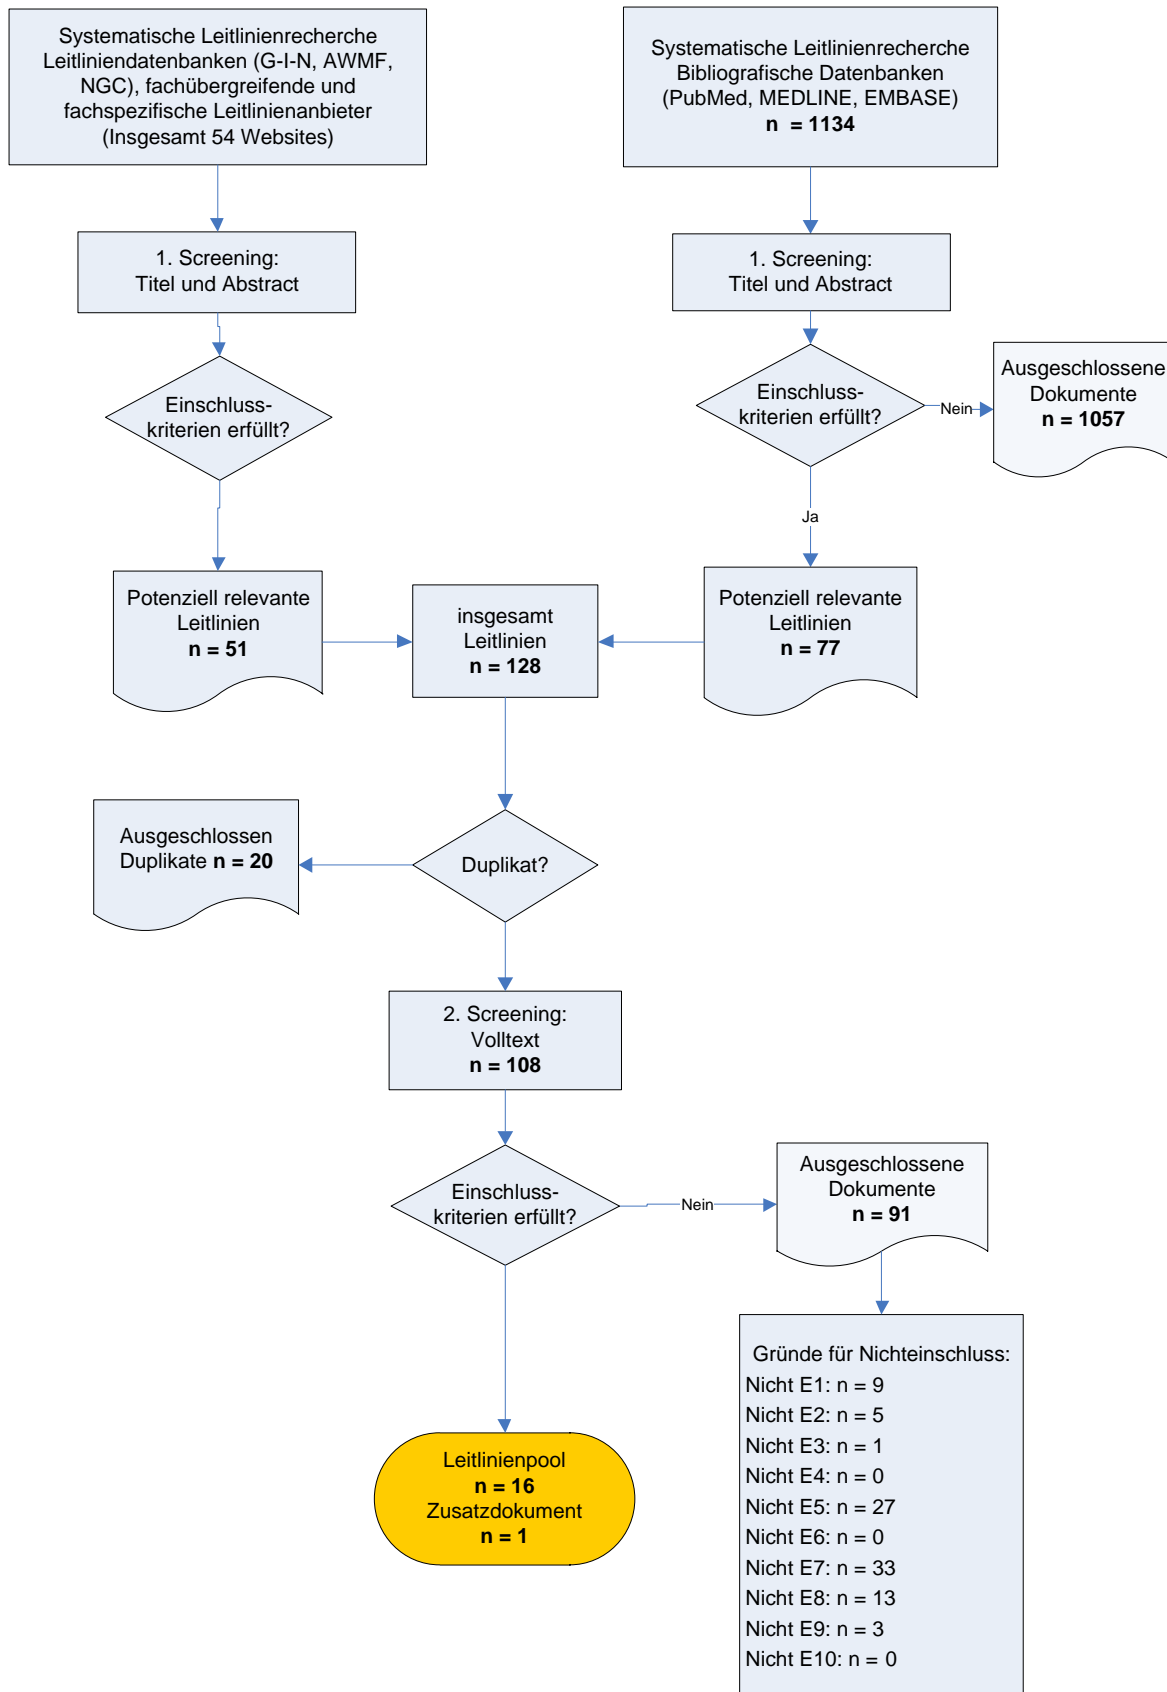 Systematische Leitlinienrecherche
Leitliniendatenbanken (G-I-N, AWMF,
NGC), fachübergreifende und
fachspezifische Leitlinienanbieter
(Insgesamt 54 Websites)
Systematische Leitlinienrecherche
Bibliografische Datenbanken
(PubMed, MEDLINE, EMBASE)
n = 1134
1. Screening:
Titel und Abstract
1. Screening:
Titel und Abstract
Einschluss-
kriterien erfüllt?
Einschluss-
kriterien erfüllt?
Nein
Ausgeschlossene
Dokumente
n = 1057
Ja
Potenziell relevante
Leitlinien
n = 51
insgesamt
Leitlinien
n = 128
Potenziell relevante
Leitlinien
n = 77
Ausgeschlossen
Duplikate n = 20
Duplikat?
2. Screening:
Volltext
n = 108
Einschluss-
kriterien erfüllt?
Nein
Ausgeschlossene
Dokumente
n = 91
Gründe für Nichteinschluss:
Nicht E1: n = 9
Nicht E2: n = 5
Nicht E3: n = 1
Nicht E4: n = 0
Nicht E5: n = 27
Nicht E6: n = 0
Nicht E7: n = 33
Nicht E8: n = 13
Nicht E9: n = 3
Nicht E10: n = 0
Leitlinienpool
n = 16
Zusatzdokument
n = 1